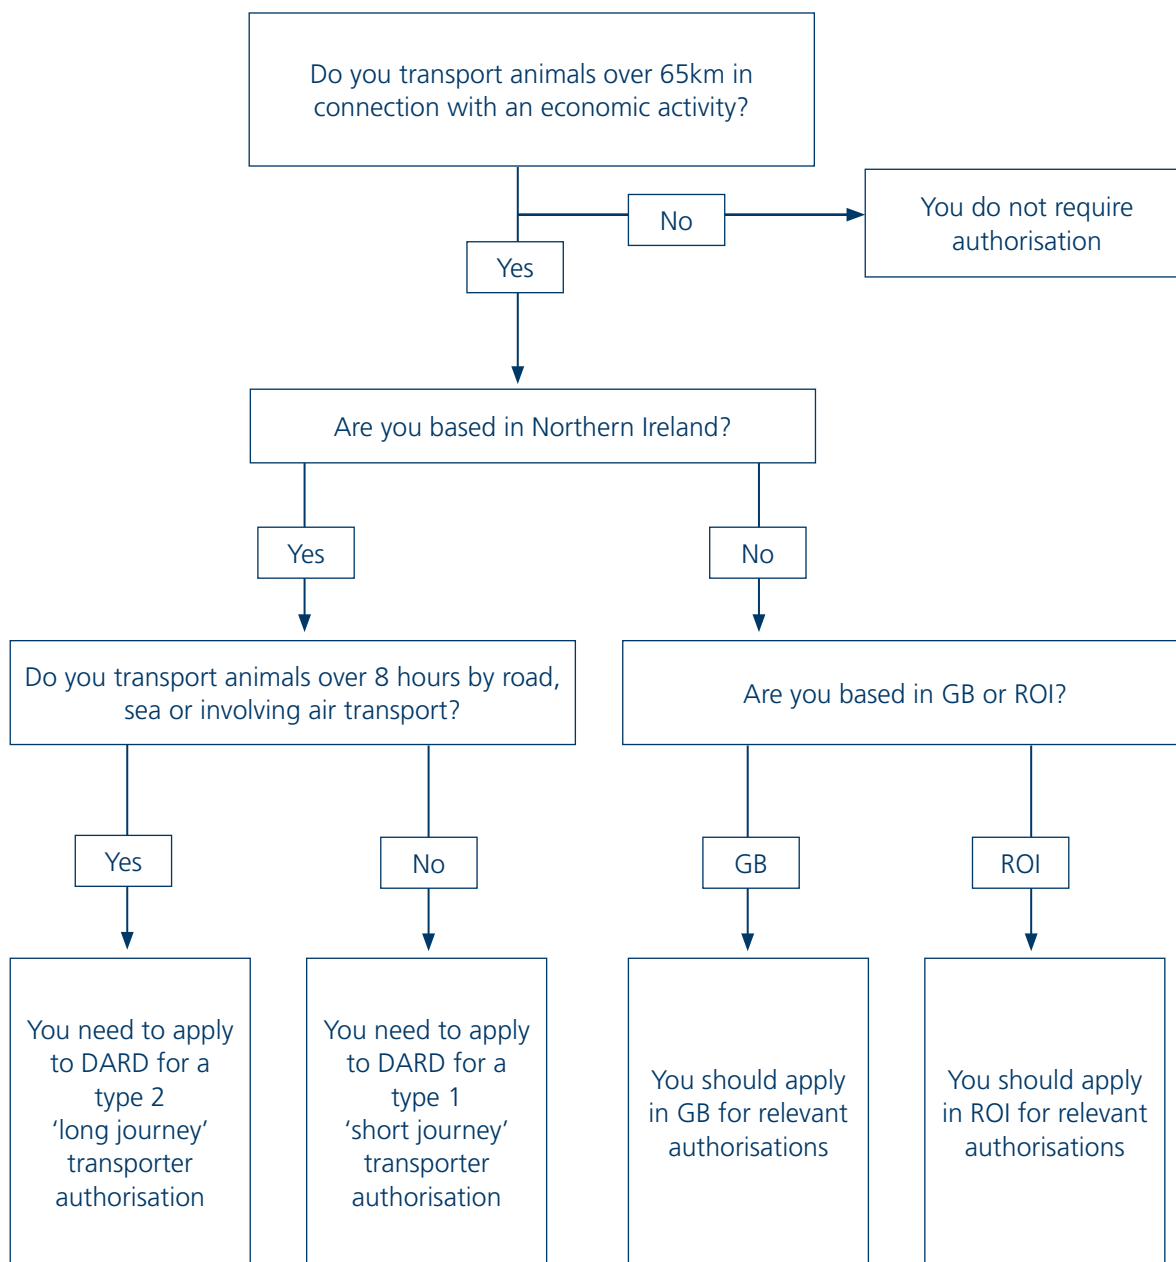 Do you transport animals over 65km in
connection with an economic activity?
No
You do not require
authorisation
Yes
Are you based in Northern Ireland?
Yes
No
Do you transport animals over 8 hours by road,
sea or involving air transport?
Are you based in GB or ROI?
Yes
No
GB
ROI
You need to apply
to DARD for a
type 2
‘long journey’
transporter
authorisation
You need to apply
to DARD for a
type 1
‘short journey’
transporter
authorisation
You should apply
in GB for relevant
authorisations
You should apply
in ROI for relevant
authorisations